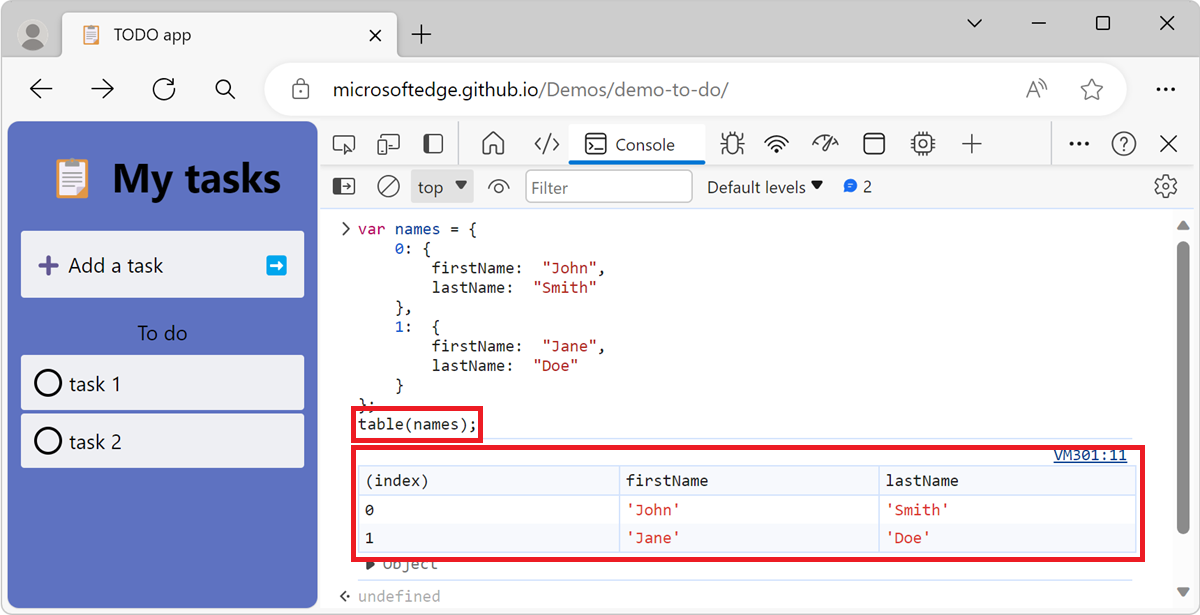 TODO app
microsoftedge.github.io/Demos/demo-to-do/
My tasks
Add a task
To do
task 1
task 2
Console
top
Filter
Default levels
2
var names = {
0: {
firstName:  "John",
lastName:  "Smith"
},
1:  {
firstName:  "Jane",
lastName:  "Doe"
}
};
table(names);
VM301:11
(index) firstName lastName
0 'John' 'Smith'
1 'Jane' 'Doe'
Object
undefined